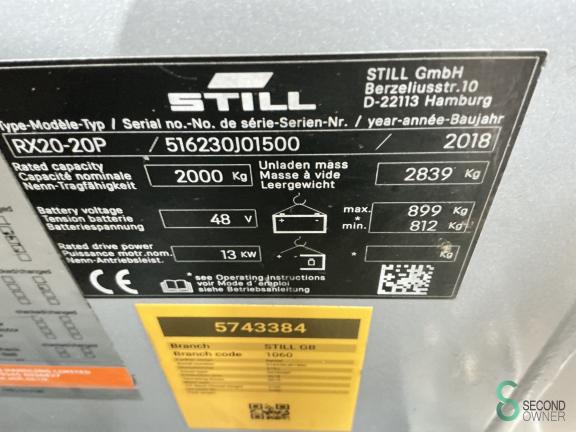 STILL
STILL GmbH
Berzeliusstr.10
D-22113 Hamburg
Type-Modèle-Typ / Serial no.-No. de série-Serien-Nr. / year-année-Baujahr
RX20-20P / 516230J01500 / 2018
Rated capacity
Capacité nominale
Nenn-Tragfähigkeit
2000 Kg
Unladen mass
Masse à vide
Leergewicht
2839 Kg
Battery voltage
Tension batterie
Batteriespannung
48 V
max. 899 Kg
* min. 812 Kg
Rated drive power
Puissance motr.nom.
Nenn-Antriebsleist.
13 KW
* Kg
CE
*see Operating instructions
voir Mode d'emploi
siehe Betriebsanleitung
5743384
Branch STILL GB
Branch code 1060
SECOND
OWNER